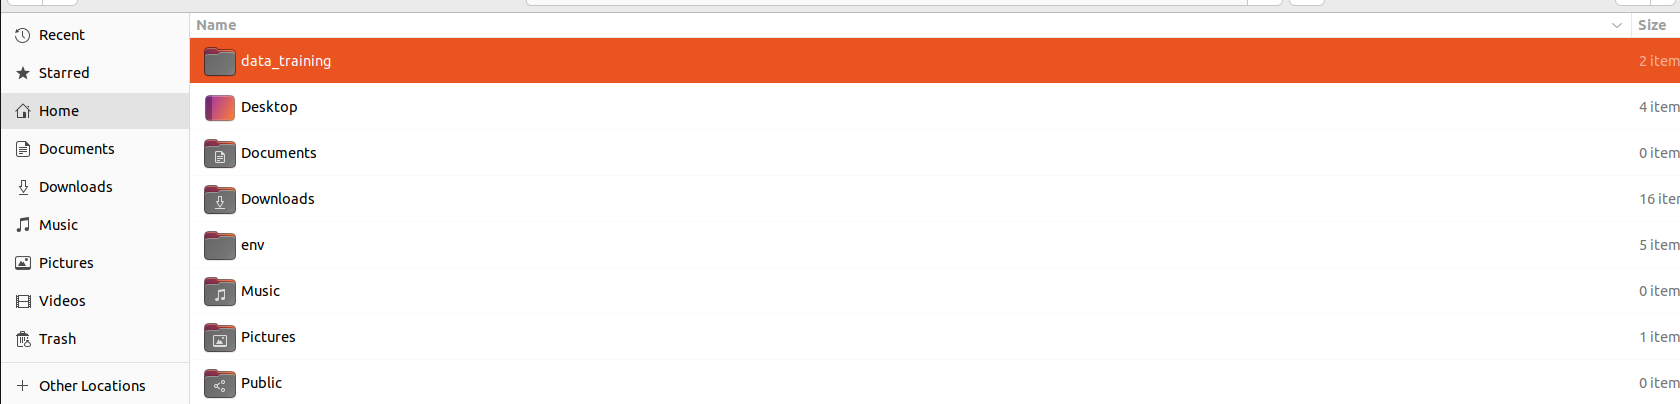 Name Size
Recent
data_training 2 item
Starred
Desktop 4 item
Home
Documents 0 item
Documents
Downloads 16 iter
Downloads
env 5 item
Music
Music 0 item
Pictures
Pictures 1 item
Videos
Trash
Public 0 item
Other Locations